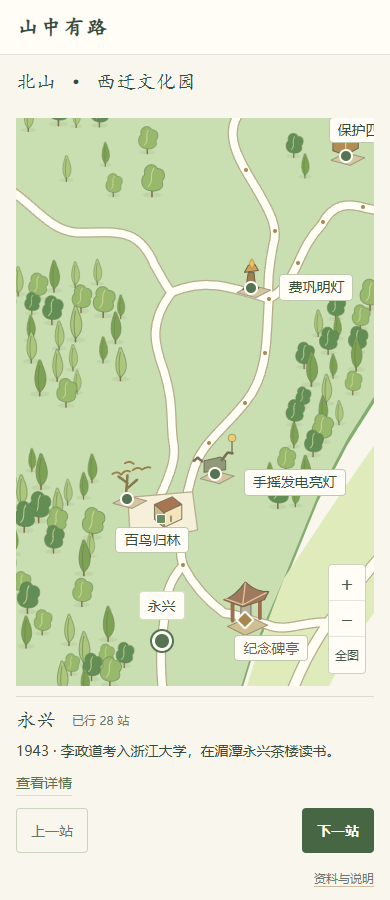 山中有路
北山 • 西迁文化园
保护
费巩明灯
手摇发电亮灯
百鸟归林
永兴
纪念碑亭
+
−
全图
永兴 已行 28 站
1943 · 李政道考入浙江大学，在湄潭永兴茶楼读书。
查看详情
上一站
下一站
资料与说明